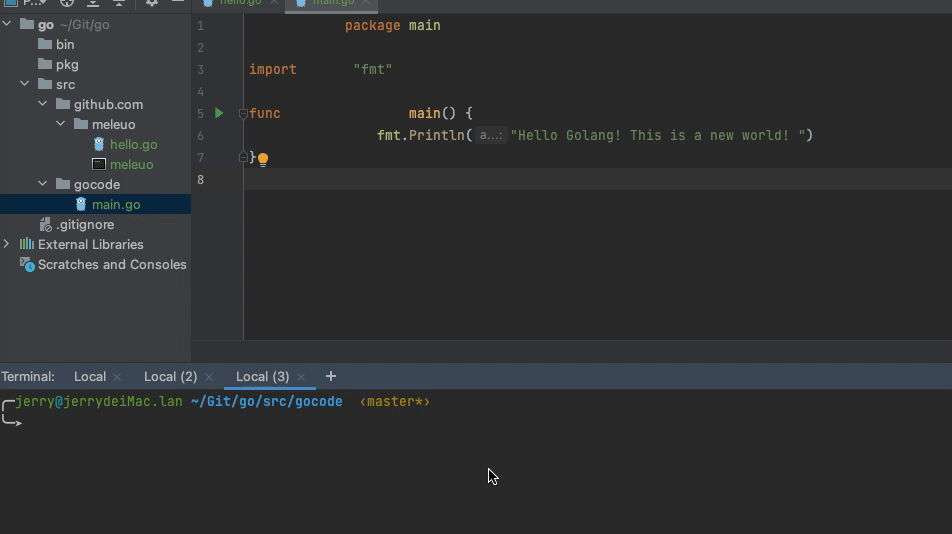 P...
hello.go
main.go
go ~/Git/go
bin
pkg
src
github.com
meleuo
hello.go
meleuo
gocode
main.go
.gitignore
External Libraries
Scratches and Consoles
1 package main
2
3 import "fmt"
4
5 func main() {
6 fmt.Println( a...: "Hello Golang! This is a new world! ")
7 }
8
Terminal: Local Local (2) Local (3)
jerry@jerrydeiMac.lan ~/Git/go/src/gocode ‹master*›